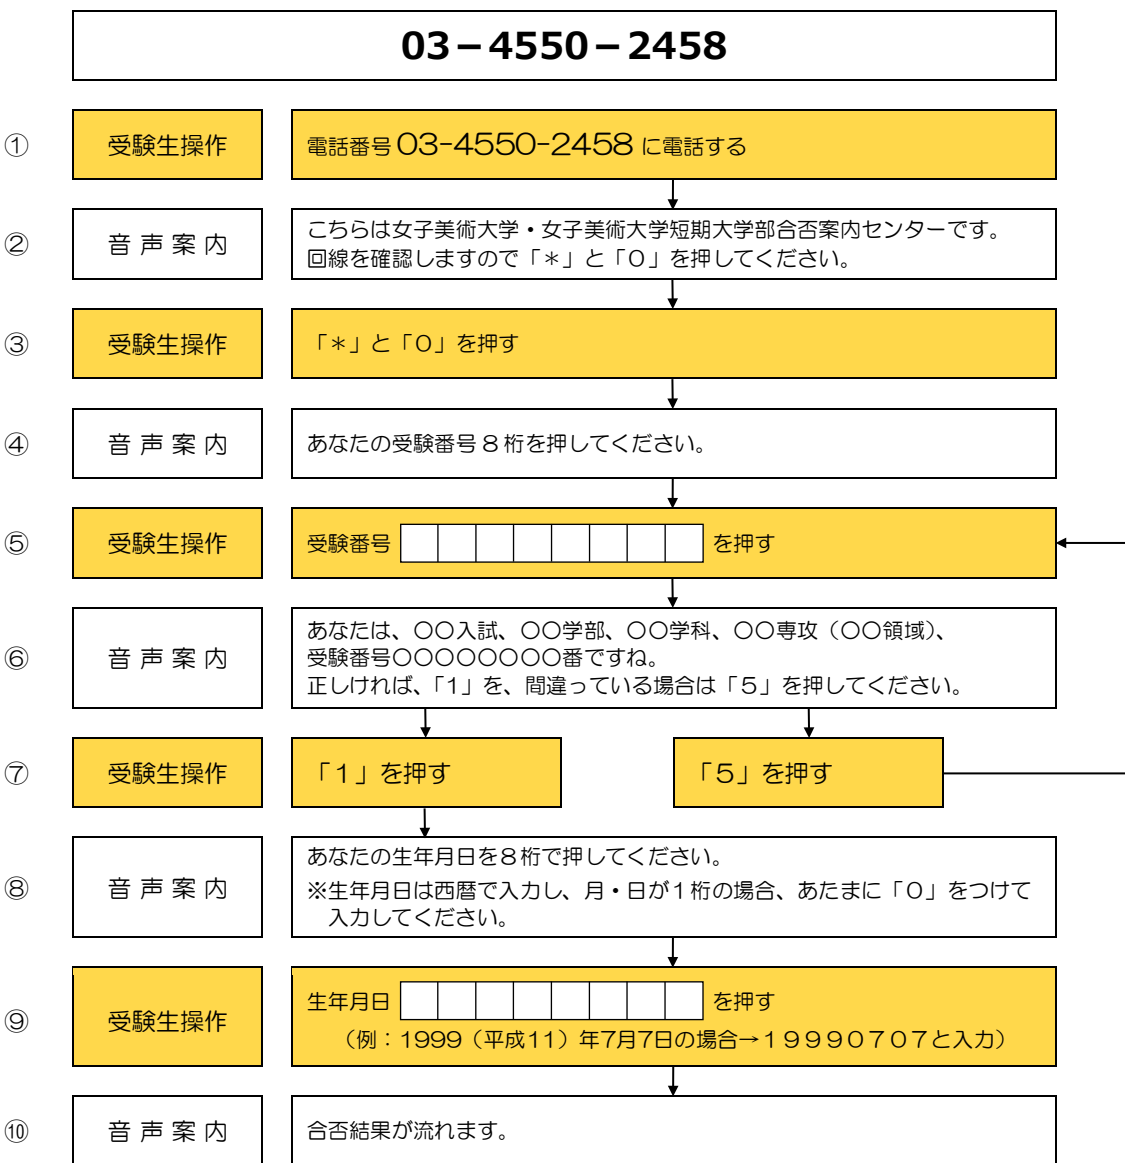 03－4550－2458
① 受験生操作 電話番号 03-4550-2458 に電話する
② 音声案内 こちらは女子美術大学・女子美術大学短期大学部合否案内センターです。
回線を確認しますので「＊」と「０」を押してください。
③ 受験生操作 「＊」と「０」を押す
④ 音声案内 あなたの受験番号８桁を押してください。
⑤ 受験生操作 受験番号 を押す
⑥ 音声案内 あなたは、〇〇入試、〇〇学部、〇〇学科、〇〇専攻（〇〇領域）、
受験番号〇〇〇〇〇〇〇〇番ですね。
正しければ、「１」を、間違っている場合は「５」を押してください。
⑦ 受験生操作 「１」を押す 「５」を押す
⑧ 音声案内 あなたの生年月日を８桁で押してください。
※生年月日は西暦で入力し、月・日が１桁の場合、あたまに「０」をつけて
入力してください。
⑨ 受験生操作 生年月日 を押す
（例：1999（平成11）年7月7日の場合→１９９９０７０７と入力）
⑩ 音声案内 合否結果が流れます。